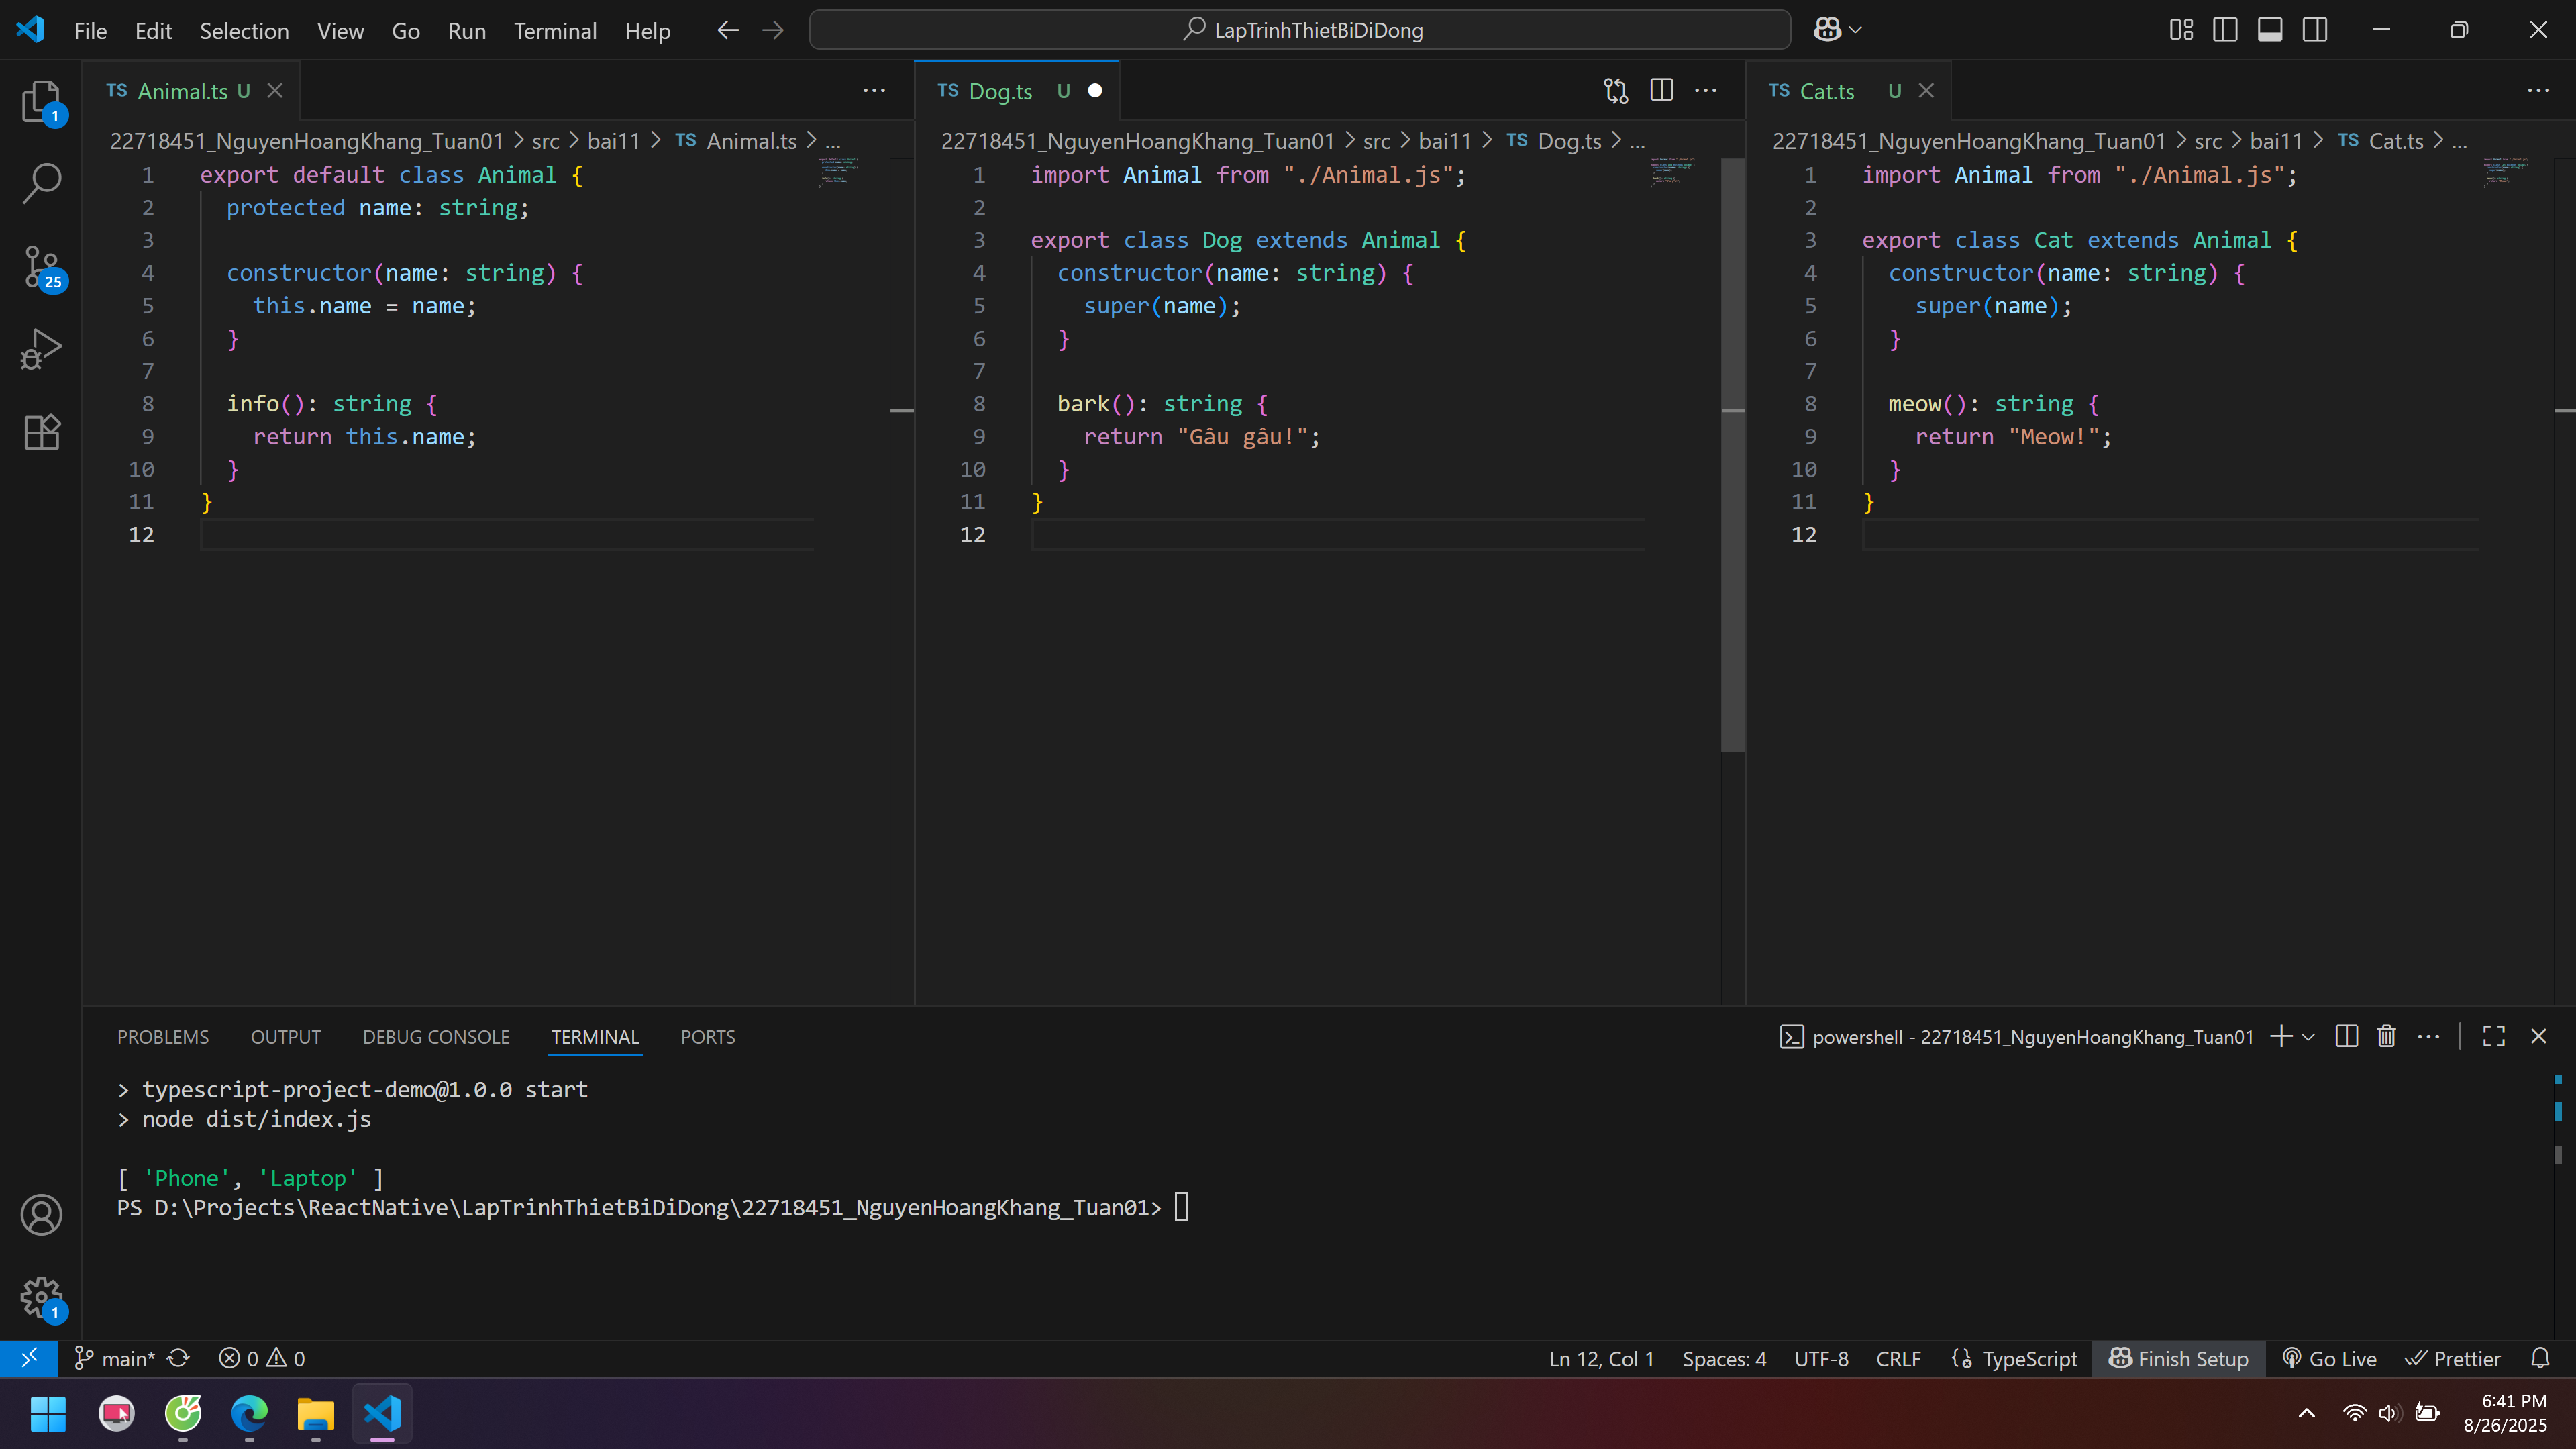 File Edit Selection View Go Run Terminal Help LapTrinhThietBiDiDong
TS Animal.ts U
22718451_NguyenHoangKhang_Tuan01 > src > bai11 > TS Animal.ts > ...
1 export default class Animal {
2 protected name: string;
3
4 constructor(name: string) {
5 this.name = name;
6 }
7
8 info(): string {
9 return this.name;
10 }
11 }
12
TS Dog.ts U
22718451_NguyenHoangKhang_Tuan01 > src > bai11 > TS Dog.ts > ...
1 import Animal from "./Animal.js";
2
3 export class Dog extends Animal {
4 constructor(name: string) {
5 super(name);
6 }
7
8 bark(): string {
9 return "Gâu gâu!";
10 }
11 }
12
TS Cat.ts U
22718451_NguyenHoangKhang_Tuan01 > src > bai11 > TS Cat.ts > ...
1 import Animal from "./Animal.js";
2
3 export class Cat extends Animal {
4 constructor(name: string) {
5 super(name);
6 }
7
8 meow(): string {
9 return "Meow!";
10 }
11 }
12
1
25
1
PROBLEMS OUTPUT DEBUG CONSOLE TERMINAL PORTS powershell - 22718451_NguyenHoangKhang_Tuan01
> typescript-project-demo@1.0.0 start
> node dist/index.js
[ 'Phone', 'Laptop' ]
PS D:\Projects\ReactNative\LapTrinhThietBiDiDong\22718451_NguyenHoangKhang_Tuan01>
main* 0 0 Ln 12, Col 1 Spaces: 4 UTF-8 CRLF TypeScript Finish Setup Go Live Prettier
6:41 PM
8/26/2025